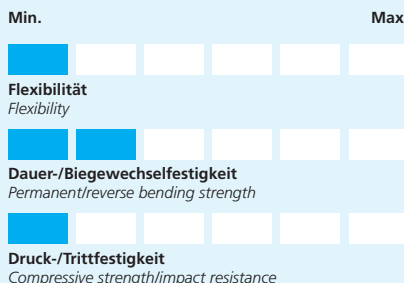 Min. Max
Flexibilität
Flexibility
Dauer-/Biegewechselfestigkeit
Permanent/reverse bending strength
Druck-/Trittfestigkeit
Compressive strength/impact resistance